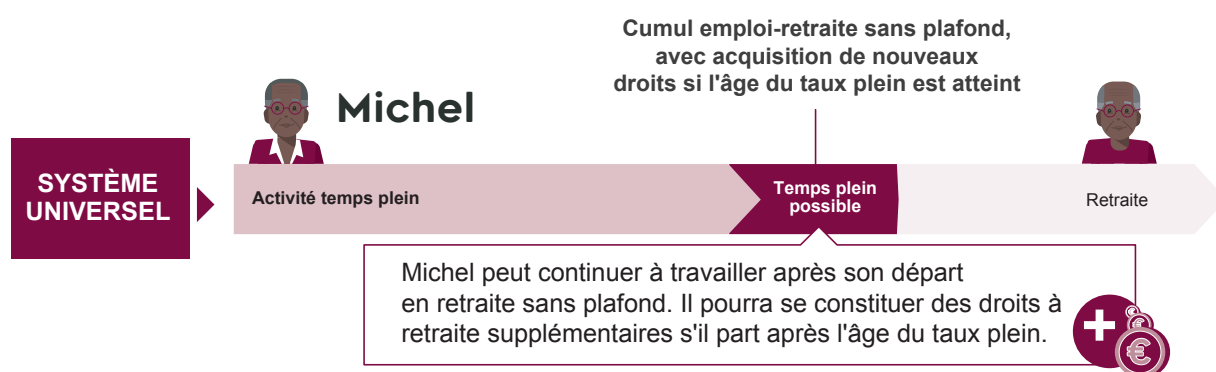 Cumul emploi-retraite sans plafond,
avec acquisition de nouveaux
droits si l'âge du taux plein est atteint
Michel
SYSTÈME
UNIVERSEL
Activité temps plein
Temps plein
possible
Retraite
Michel peut continuer à travailler après son départ
en retraite sans plafond. Il pourra se constituer des droits à
retraite supplémentaires s'il part après l'âge du taux plein.
+
€
€